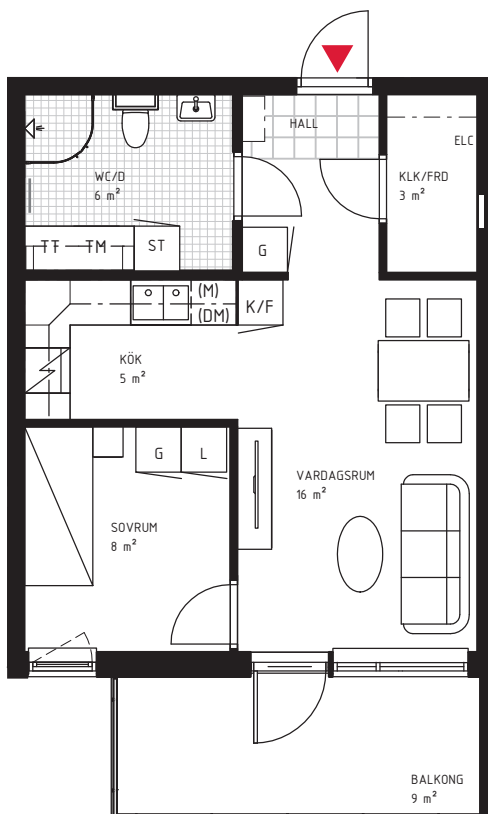 HALL
ELC
WC/D
6 m²
KLK/FRD
3 m²
TT TM ST
G
(M)
(DM)
K/F
KÖK
5 m²
G L
VARDAGSRUM
16 m²
SOVRUM
8 m²
BALKONG
9 m²